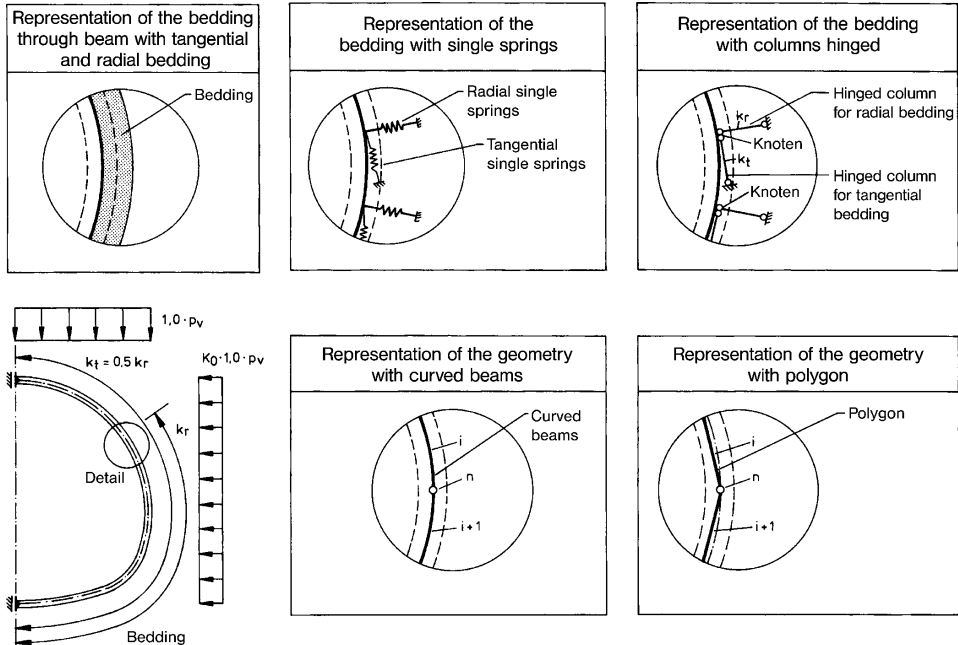 Representation of the bedding
through beam with tangential
and radial bedding
Bedding
Representation of the
bedding with single springs
Radial single
springs
Tangential
single springs
Representation of the bedding
with columns hinged
kr
Hinged column
for radial bedding
Knoten
kt
Hinged column
for tangential
bedding
Knoten
1,0 · pv
kt = 0,5 kr
K0 · 1,0 · pv
kr
Detail
Bedding
Representation of the geometry
with curved beams
Curved
beams
i
n
i + 1
Representation of the geometry
with polygon
Polygon
i
n
i + 1